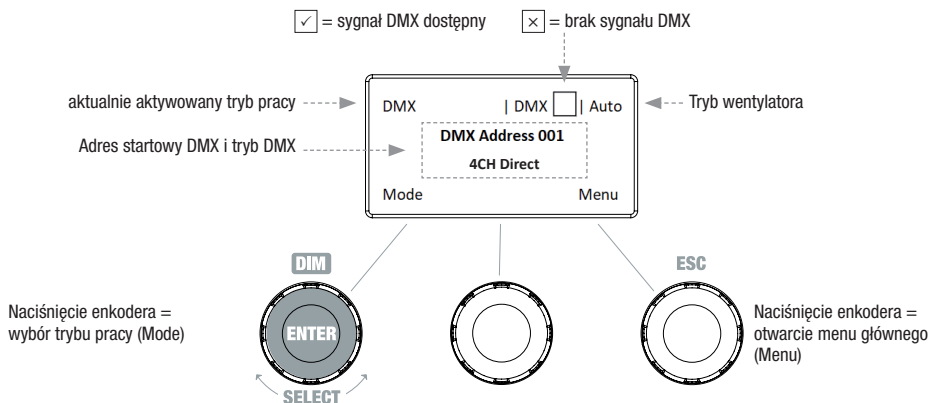 ✓ = sygnał DMX dostępny
× = brak sygnału DMX
aktualnie aktywowany tryb pracy
DMX
| DMX
| Auto
Tryb wentylatora
Adres startowy DMX i tryb DMX
DMX Address 001
4CH Direct
Mode
Menu
DIM
ESC
Naciśnięcie enkodera =
wybór trybu pracy (Mode)
ENTER
SELECT
Naciśnięcie enkodera =
otwarcie menu głównego
(Menu)